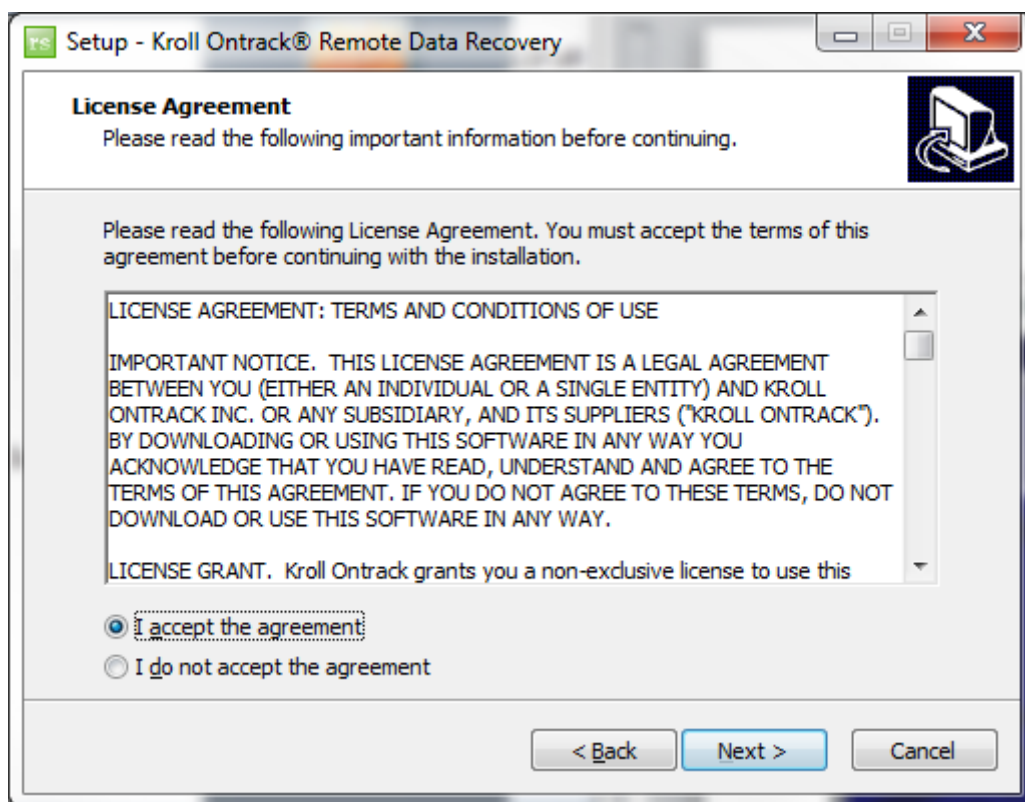 rs Setup - Kroll Ontrack® Remote Data Recovery
License Agreement
Please read the following important information before continuing.
Please read the following License Agreement. You must accept the terms of this
agreement before continuing with the installation.
LICENSE AGREEMENT: TERMS AND CONDITIONS OF USE
IMPORTANT NOTICE.  THIS LICENSE AGREEMENT IS A LEGAL AGREEMENT
BETWEEN YOU (EITHER AN INDIVIDUAL OR A SINGLE ENTITY) AND KROLL
ONTRACK INC. OR ANY SUBSIDIARY, AND ITS SUPPLIERS ("KROLL ONTRACK").
BY DOWNLOADING OR USING THIS SOFTWARE IN ANY WAY YOU
ACKNOWLEDGE THAT YOU HAVE READ, UNDERSTAND AND AGREE TO THE
TERMS OF THIS AGREEMENT. IF YOU DO NOT AGREE TO THESE TERMS, DO NOT
DOWNLOAD OR USE THIS SOFTWARE IN ANY WAY.
LICENSE GRANT.  Kroll Ontrack grants you a non-exclusive license to use this
I accept the agreement
I do not accept the agreement
< Back Next > Cancel